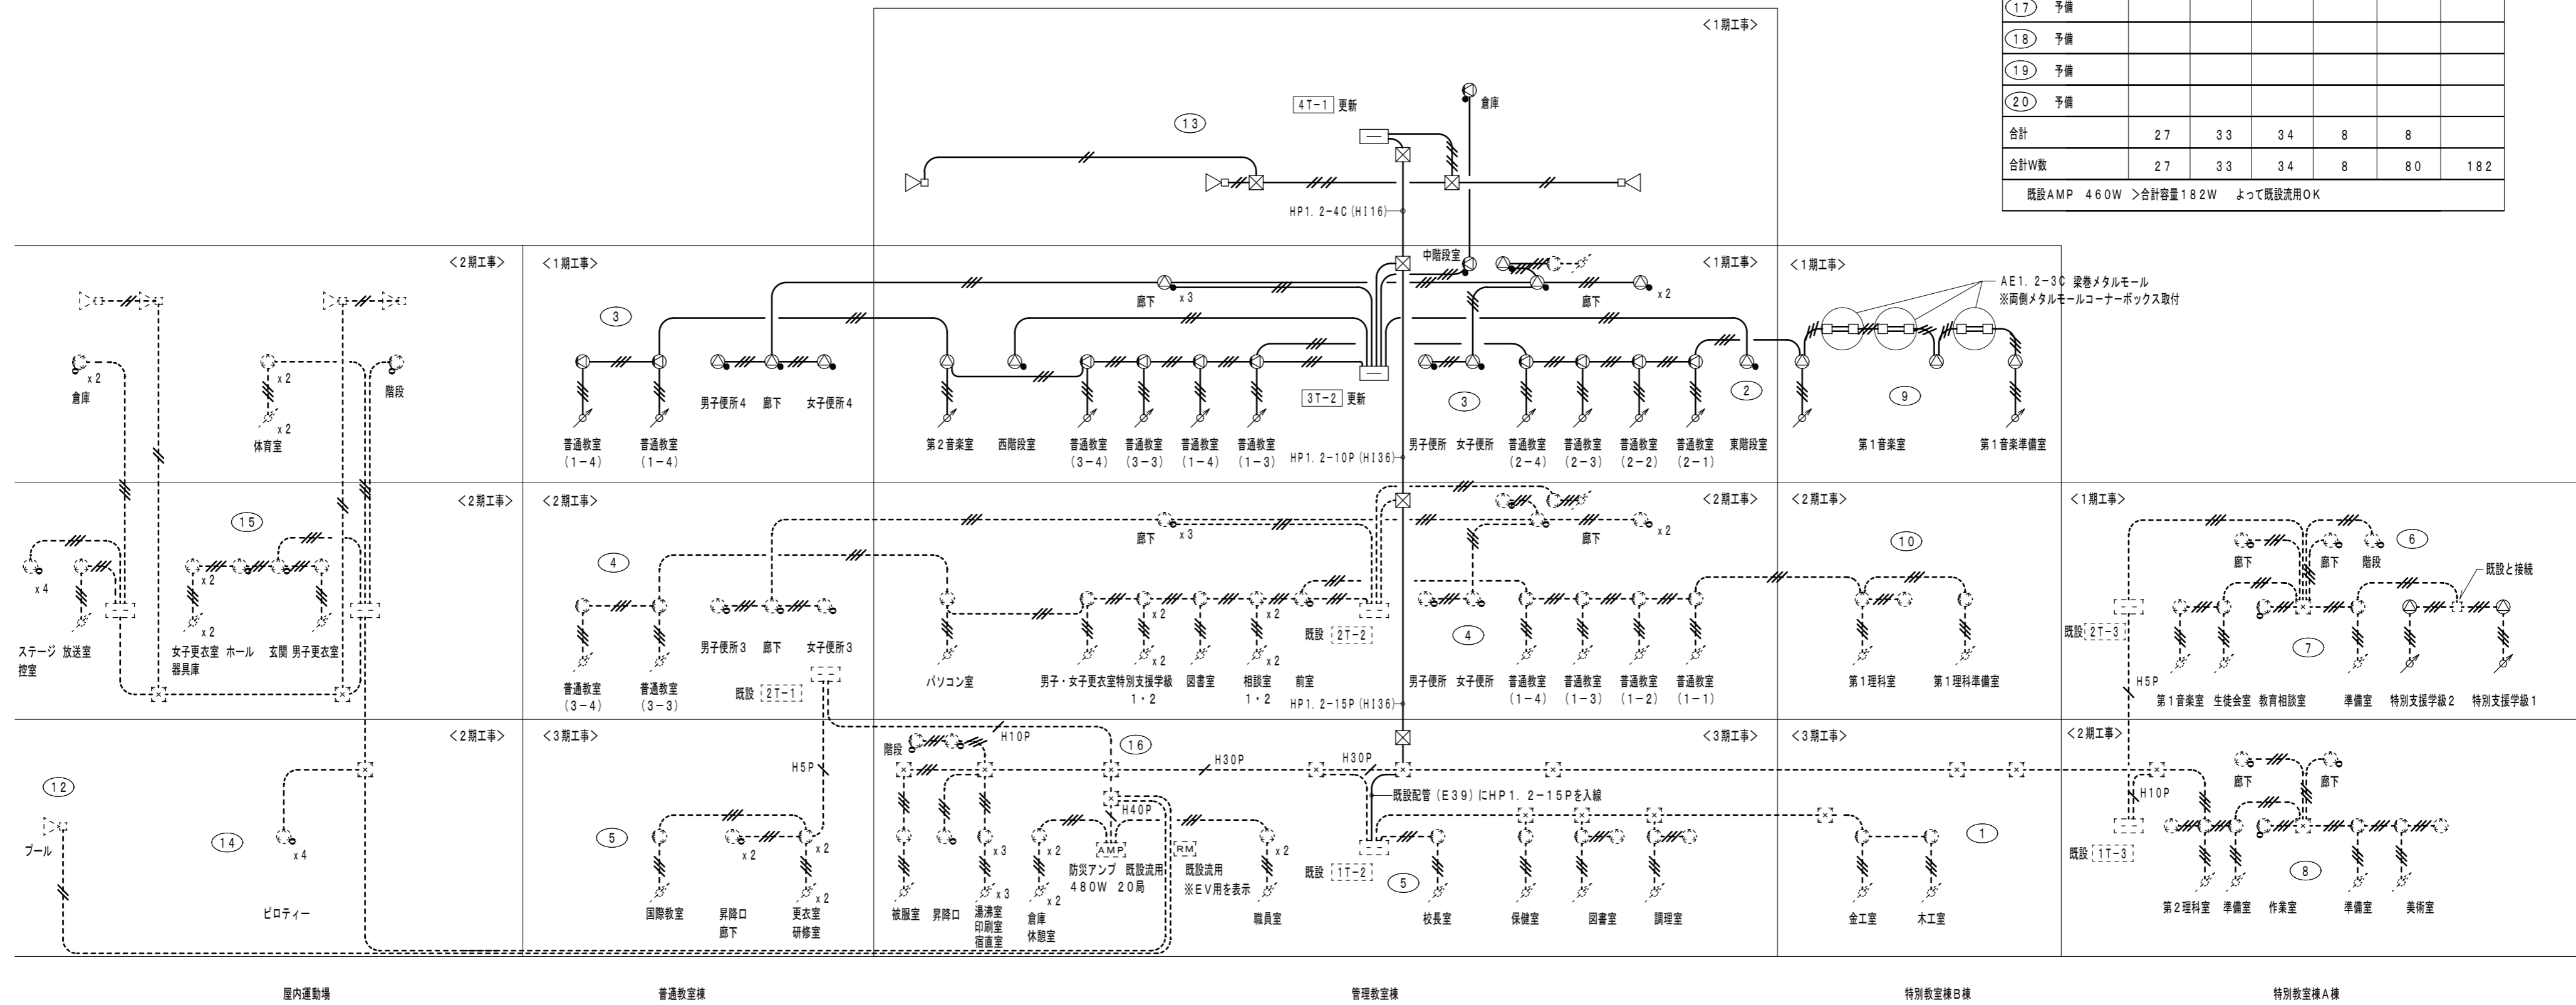 ⑰ 予備
⑱ 予備
⑲ 予備
⑳ 予備
合計 27 33 34 8 8
合計W数 27 33 34 8 80 182
既設AMP 460W >合計容量182W よって既設流用OK
<1期工事>
4T-1 更新
倉庫
⑬
HP1.2-4C(HI16)
<2期工事>
倉庫
x2
x2
x2
体育室
階段
<1期工事>
③
廊下
x3
普通教室
(1-4)
普通教室
(1-4)
男子便所4
廊下
女子便所4
第2音楽室
西階段室
普通教室
(3-4)
普通教室
(3-3)
普通教室
(1-4)
普通教室
(1-3)
中階段室
<1期工事>
廊下
x2
3T-2 更新
③
②
男子便所
女子便所
普通教室
(2-4)
普通教室
(2-3)
普通教室
(2-2)
普通教室
(2-1)
東階段室
HP1.2-10P(HI36)
<1期工事>
AE1.2-3C 梁巻メタルモール
※両側メタルモールコーナーボックス取付
⑨
第1音楽室
第1音楽準備室
<2期工事>
⑮
x4
x2
x2
ステージ
控室
放送室
女子更衣室
器具庫
ホール
玄関
男子更衣室
<2期工事>
④
廊下
x3
普通教室
(3-4)
普通教室
(3-3)
男子便所3
廊下
女子便所3
既設 2T-1
パソコン室
男子・女子更衣室
特別支援学級
1・2
x2
x2
図書室
相談室
1・2
x2
x2
前室
既設 2T-2
<2期工事>
廊下
x2
④
男子便所
女子便所
普通教室
(1-4)
普通教室
(1-3)
普通教室
(1-2)
普通教室
(1-1)
HP1.2-15P(HI36)
<2期工事>
⑩
第1理科室
第1理科準備室
<1期工事>
廊下
廊下
階段
⑥
既設と接続
既設 2T-3
⑦
H5P
第1音楽室
生徒会室
教育相談室
準備室
特別支援学級2
特別支援学級1
<2期工事>
⑫
プール
⑭
x4
ピロティー
<3期工事>
H5P
⑤
x2
x2
x2
国際教室
昇降口
廊下
更衣室
研修室
階段
H10P
⑯
H30P
H30P
H40P
被服室
昇降口
湯沸室
印刷室
宿直室
x3
x3
倉庫
休憩室
x2
x2
AMP
防災アンプ 既設流用
480W 20局
RM
既設流用
※EV用を表示
x2
職員室
既設配管(E39)にHP1.2-15Pを入線
既設 1T-2
⑤
<3期工事>
校長室
保健室
図書室
調理室
<3期工事>
①
金工室
木工室
<2期工事>
廊下
廊下
H10P
既設 1T-3
⑧
第2理科室
準備室
作業室
準備室
美術室
屋内運動場
普通教室棟
管理教室棟
特別教室棟B棟
特別教室棟A棟